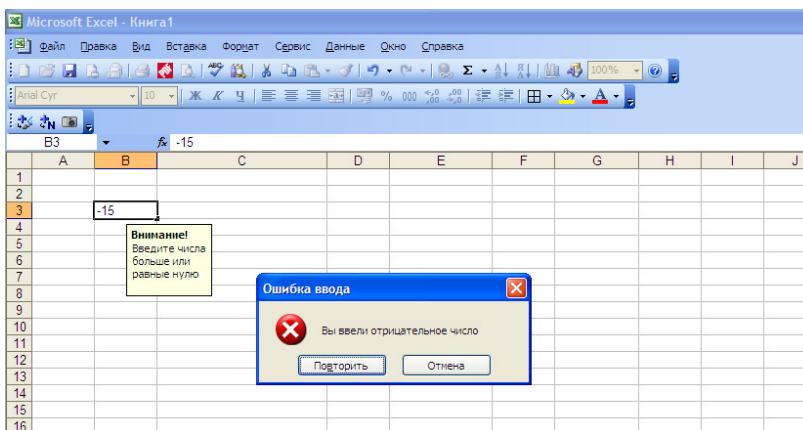 Microsoft Excel - Книга1
Файл Правка Вид Вставка Формат Сервис Данные Окно Справка
100%
Arial Cyr 10 Ж К Ч % 000
B3 fx -15
A B C D E F G H I J
1
2
3 -15
4
Внимание!
5
Введите числа
6
больше или
7
равные нулю
8
Ошибка ввода
9
10
Вы ввели отрицательное число
11
12
Повторить Отмена
13
14
15
16